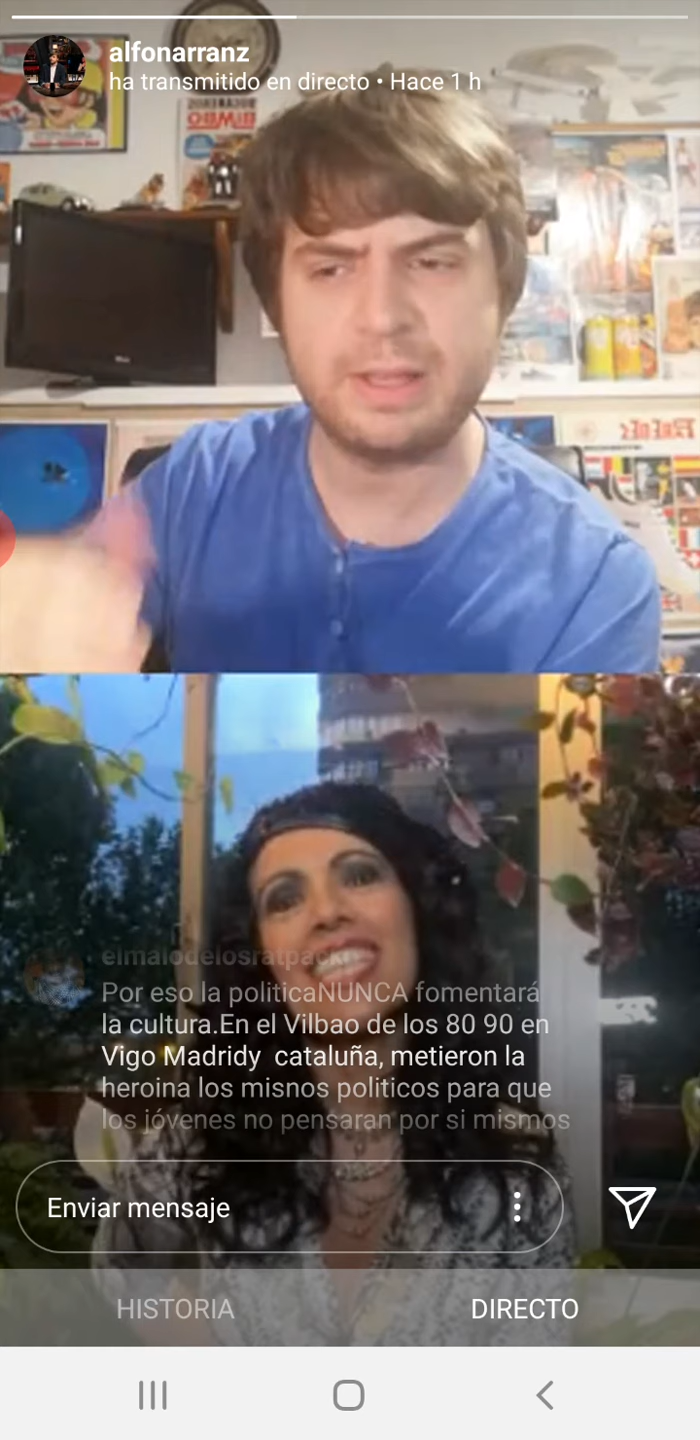 alfonarranz
ha transmitido en directo • Hace 1 h
BIMBO
elmalodelosratpack
Por eso la politicaNUNCA fomentará
la cultura.En el Vilbao de los 80 90 en
Vigo Madridy cataluña, metieron la
heroina los misnos politicos para que
los jóvenes no pensaran por si mismos
Enviar mensaje
HISTORIA
DIRECTO